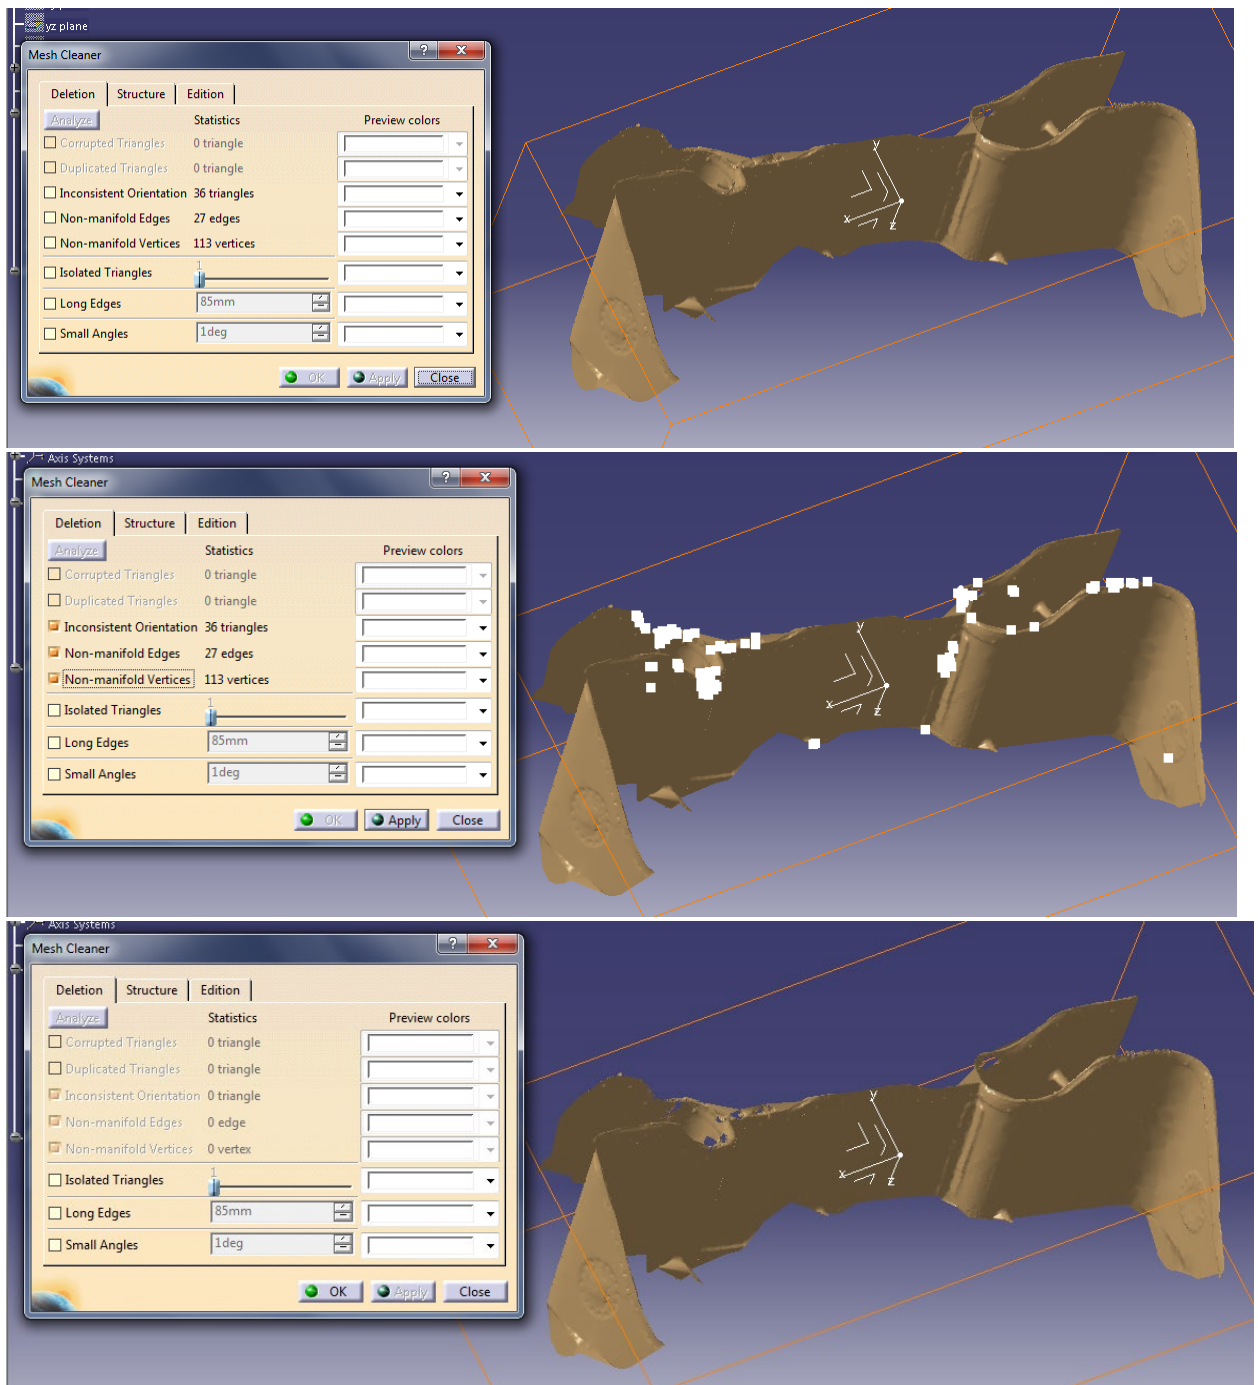 yz plane
Mesh Cleaner
?
X
Deletion Structure Edition
Analyze Statistics Preview colors
Corrupted Triangles 0 triangle
Duplicated Triangles 0 triangle
Inconsistent Orientation 36 triangles
Non-manifold Edges 27 edges
Non-manifold Vertices 113 vertices
Isolated Triangles 1
Long Edges 85mm
Small Angles 1deg
OK Apply Close
y
x
z
Axis Systems
Mesh Cleaner
?
X
Deletion Structure Edition
Analyze Statistics Preview colors
Corrupted Triangles 0 triangle
Duplicated Triangles 0 triangle
Inconsistent Orientation 36 triangles
Non-manifold Edges 27 edges
Non-manifold Vertices 113 vertices
Isolated Triangles 1
Long Edges 85mm
Small Angles 1deg
OK Apply Close
y
x
z
Axis Systems
Mesh Cleaner
?
X
Deletion Structure Edition
Analyze Statistics Preview colors
Corrupted Triangles 0 triangle
Duplicated Triangles 0 triangle
Inconsistent Orientation 0 triangle
Non-manifold Edges 0 edge
Non-manifold Vertices 0 vertex
Isolated Triangles 1
Long Edges 85mm
Small Angles 1deg
OK Apply Close
y
x
z